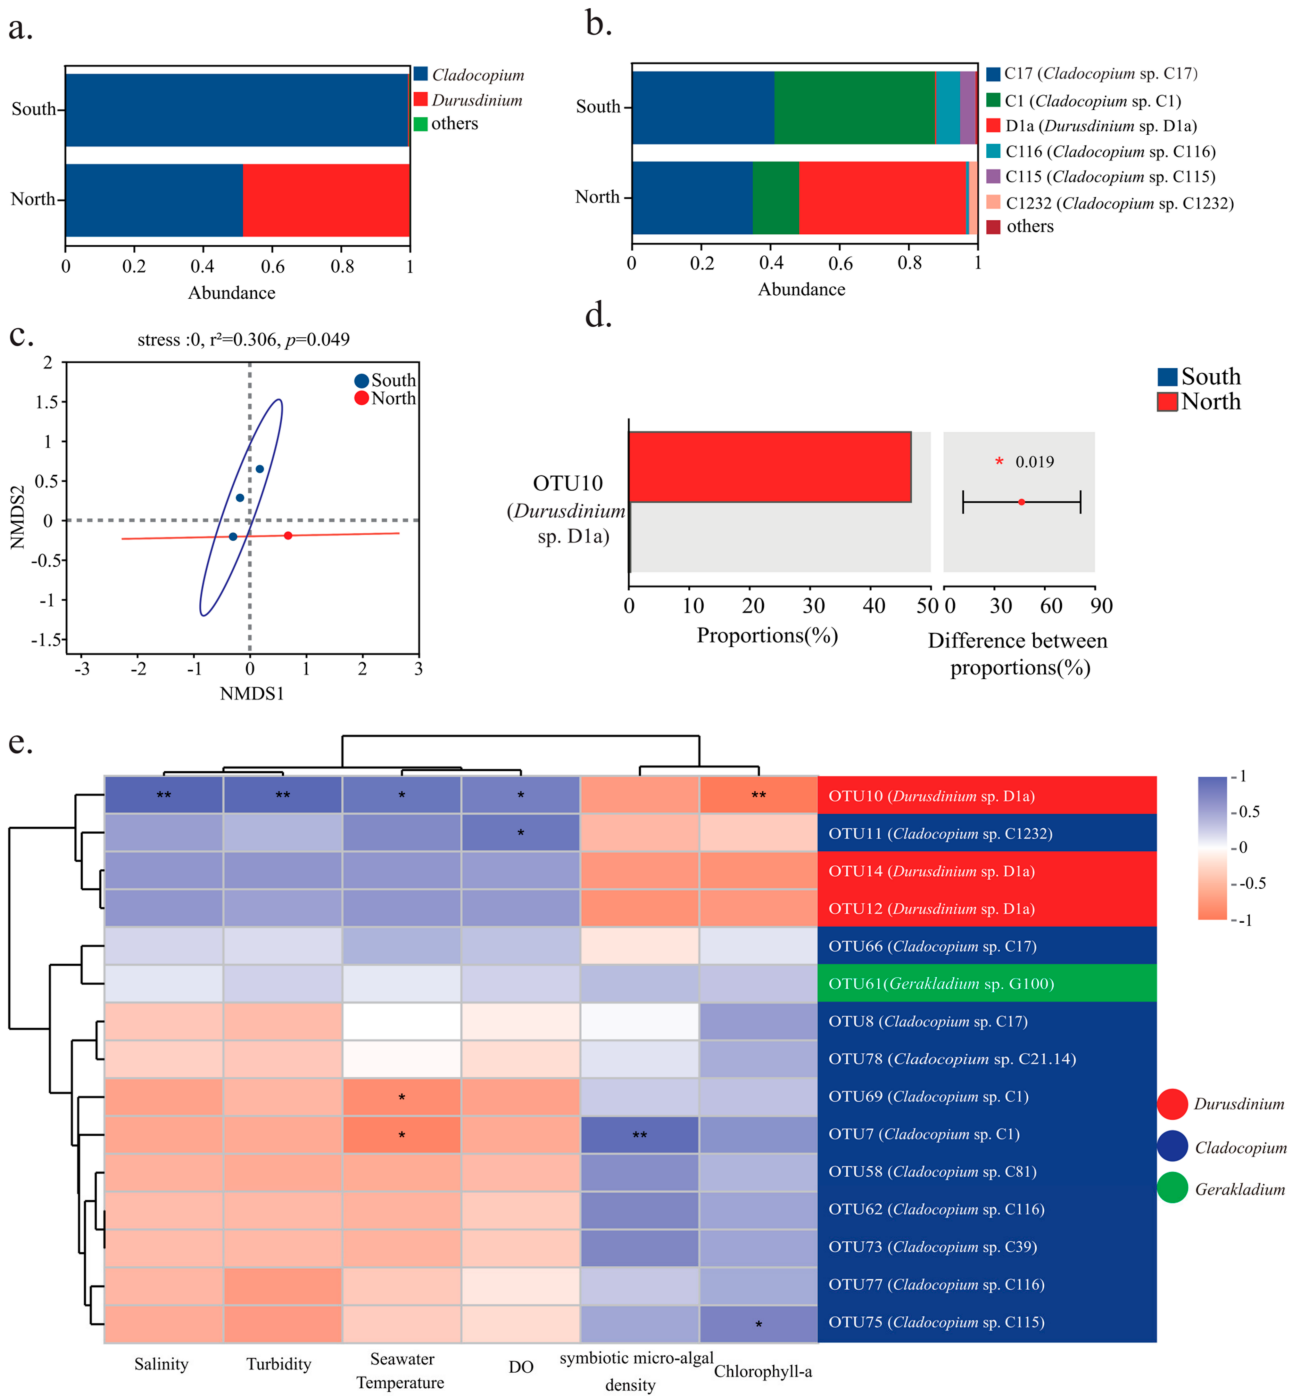 a.
South
North
0 0.2 0.4 0.6 0.8 1
Abundance
Cladocopium
Durusdinium
others
b.
South
North
0 0.2 0.4 0.6 0.8 1
Abundance
C17 (Cladocopium sp. C17)
C1 (Cladocopium sp. C1)
D1a (Durusdinium sp. D1a)
C116 (Cladocopium sp. C116)
C115 (Cladocopium sp. C115)
C1232 (Cladocopium sp. C1232)
others
c.
stress :0, r²=0.306, p=0.049
South
North
NMDS2
2
1.5
1
0.5
0
-0.5
-1
-1.5
-3 -2 -1 0 1 2 3
NMDS1
d.
South
North
OTU10
(Durusdinium
sp. D1a)
* 0.019
0 10 20 30 40 50
Proportions(%)
0 30 60 90
Difference between
proportions(%)
e.
** ** * * **
OTU10 (Durusdinium sp. D1a)
*
OTU11 (Cladocopium sp. C1232)
OTU14 (Durusdinium sp. D1a)
OTU12 (Durusdinium sp. D1a)
OTU66 (Cladocopium sp. C17)
OTU61(Gerakladium sp. G100)
OTU8 (Cladocopium sp. C17)
OTU78 (Cladocopium sp. C21.14)
*
OTU69 (Cladocopium sp. C1)
* **
OTU7 (Cladocopium sp. C1)
OTU58 (Cladocopium sp. C81)
OTU62 (Cladocopium sp. C116)
OTU73 (Cladocopium sp. C39)
OTU77 (Cladocopium sp. C116)
*
OTU75 (Cladocopium sp. C115)
Salinity
Turbidity
Seawater
Temperature
DO
symbiotic micro-algal
density
Chlorophyll-a
1
0.5
0
-0.5
-1
Durusdinium
Cladocopium
Gerakladium